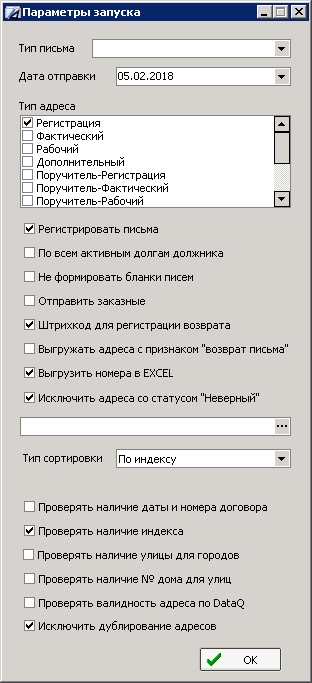 Параметры запуска
Тип письма
Дата отправки 05.02.2018
Тип адреса
Регистрация
Фактический
Рабочий
Дополнительный
Поручитель-Регистрация
Поручитель-Фактический
Поручитель-Рабочий
Регистрировать письма
По всем активным долгам должника
Не формировать бланки писем
Отправить заказные
Штрихкод для регистрации возврата
Выгружать адреса с признаком "возврат письма"
Выгрузить номера в EXCEL
Исключить адреса со статусом "Неверный"
...
Тип сортировки По индексу
Проверять наличие даты и номера договора
Проверять наличие индекса
Проверять наличие улицы для городов
Проверять наличие № дома для улиц
Проверять валидность адреса по DataQ
Исключить дублирование адресов
OK